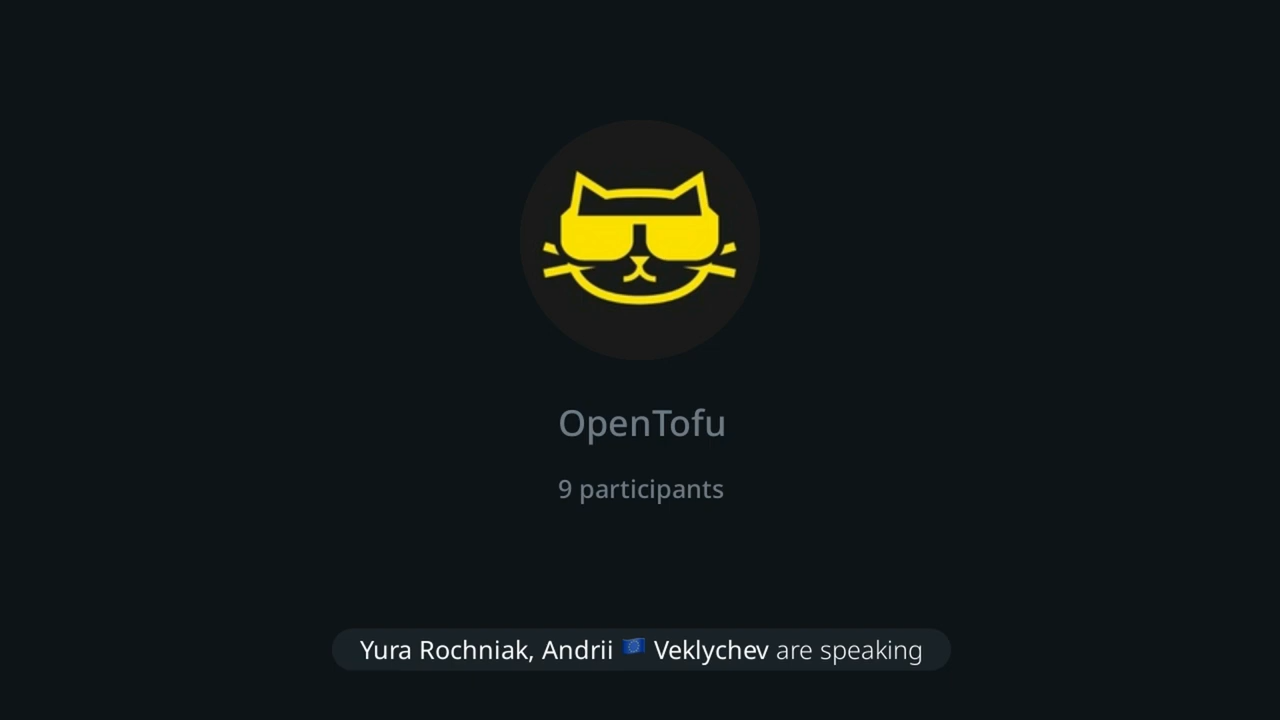 OpenTofu
9 participants
Yura Rochniak, Andrii 🇪🇺 Veklychev are speaking